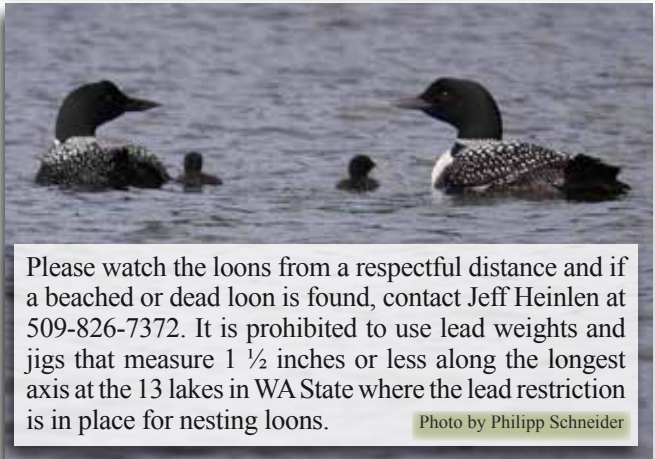 Please watch the loons from a respectful distance and if
a beached or dead loon is found, contact Jeff Heinlen at
509-826-7372. It is prohibited to use lead weights and
jigs that measure 1 ½ inches or less along the longest
axis at the 13 lakes in WA State where the lead restriction
is in place for nesting loons.
Photo by Philipp Schneider